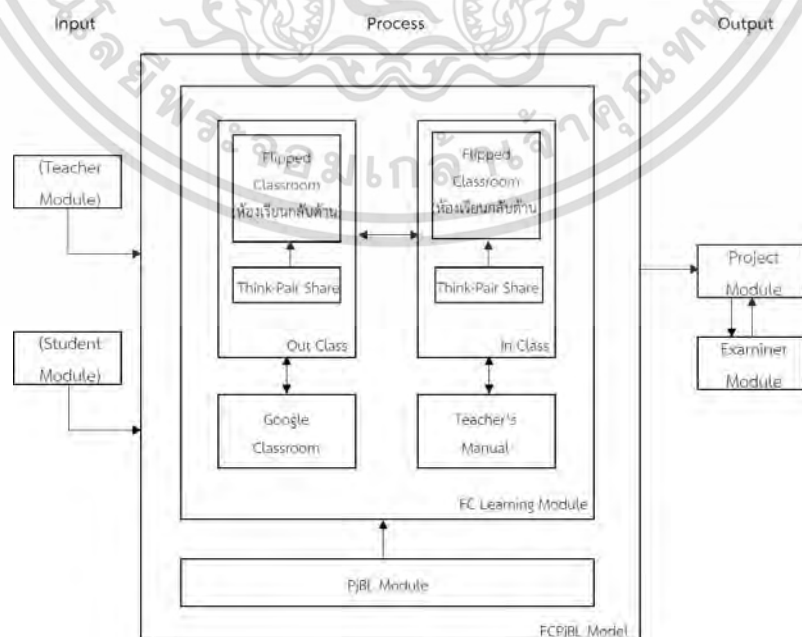 Input
Process
Output
(Teacher
Module)
(Student
Module)
Flipped
Classroom
(ห้องเรียนกลับด้าน)
Think-Pair Share
Out Class
Google
Classroom
Flipped
Classroom
(ห้องเรียนกลับด้าน)
Think-Pair Share
In Class
Teacher's
Manual
FC Learning Module
PjBL Module
FCPjBL Model
Project
Module
Examiner
Module